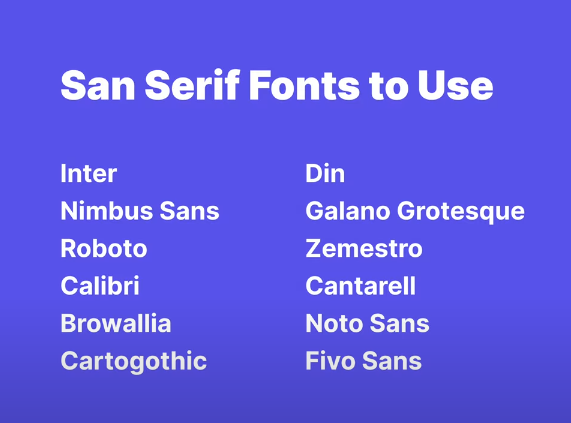 San Serif Fonts to Use
Inter
Nimbus Sans
Roboto
Calibri
Browallia
Cartogothic
Din
Galano Grotesque
Zemestro
Cantarell
Noto Sans
Fivo Sans